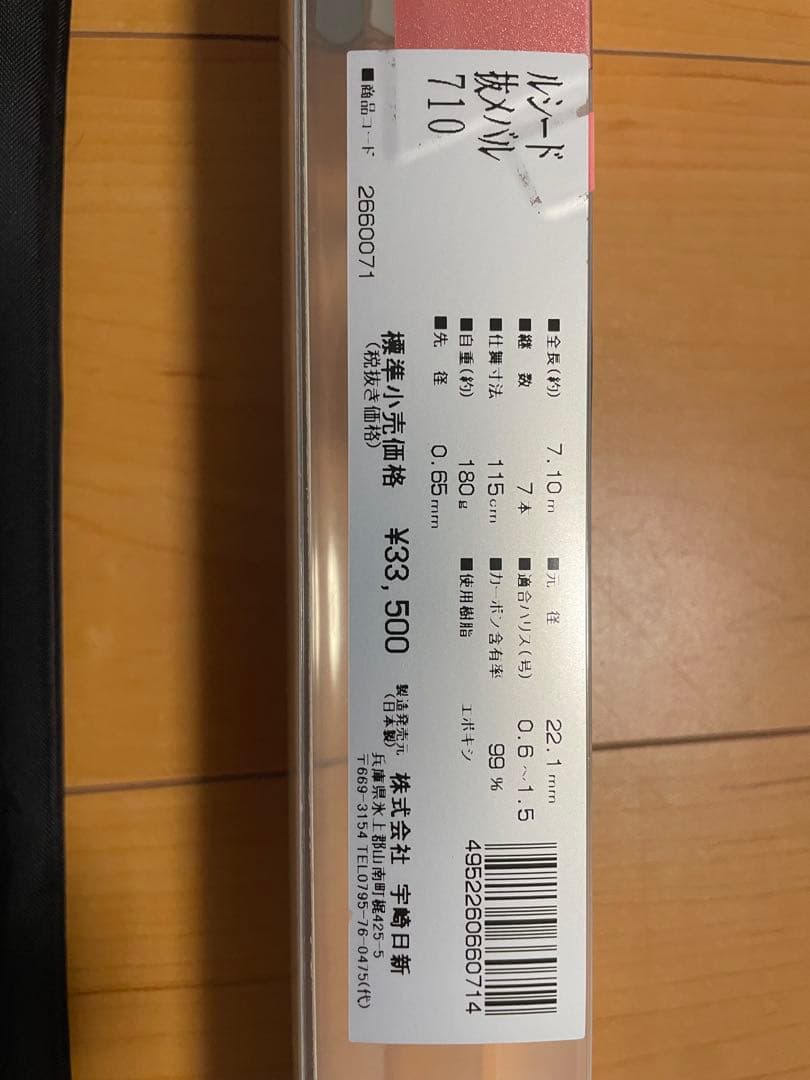 ルシード
抜メバル
710
■商品コード 2660071
■全長(約) 7.10m
■継数 7本
■仕舞寸法 115cm
■自重(約) 180g
■先径 0.65mm
■元径 22.1mm
■適合ハリス(号) 0.6~1.5
■カーボン含有率 99%
■使用樹脂 エポキシ
4952260660714
標準小売価格 ¥33,500
(税抜き価格)
製造発売元 株式会社 宇崎日新
(日本製) 兵庫県氷上郡山南町梶425-5
〒669-3154 TEL0795-76-0475(代)